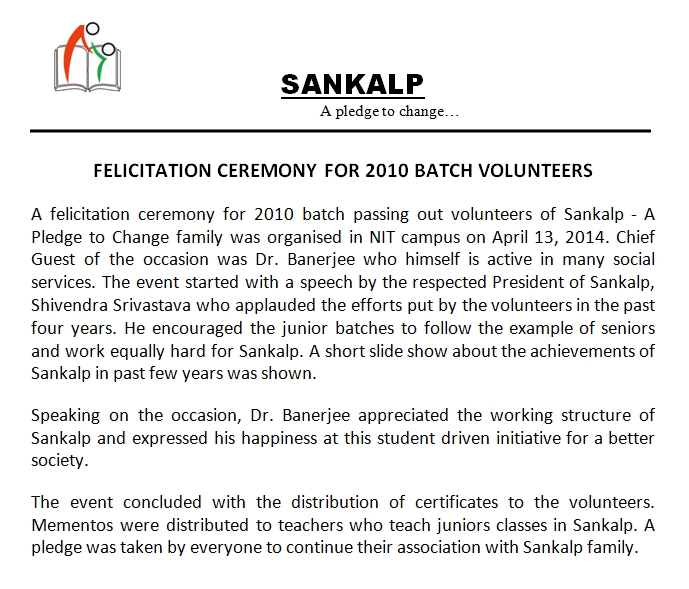 SANKALP
A pledge to change...
FELICITATION CEREMONY FOR 2010 BATCH VOLUNTEERS
A felicitation ceremony for 2010 batch passing out volunteers of Sankalp - A
Pledge to Change family was organised in NIT campus on April 13, 2014. Chief
Guest of the occasion was Dr. Banerjee who himself is active in many social
services. The event started with a speech by the respected President of Sankalp,
Shivendra Srivastava who applauded the efforts put by the volunteers in the past
four years. He encouraged the junior batches to follow the example of seniors
and work equally hard for Sankalp. A short slide show about the achievements of
Sankalp in past few years was shown.
Speaking on the occasion, Dr. Banerjee appreciated the working structure of
Sankalp and expressed his happiness at this student driven initiative for a better
society.
The event concluded with the distribution of certificates to the volunteers.
Mementos were distributed to teachers who teach juniors classes in Sankalp. A
pledge was taken by everyone to continue their association with Sankalp family.